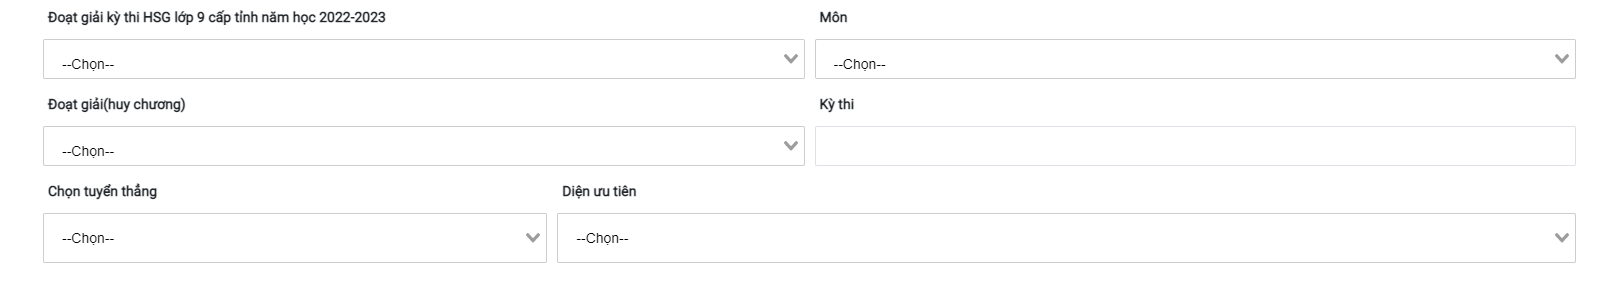 Đoạt giải kỳ thi HSG lớp 9 cấp tỉnh năm học 2022-2023 Môn
--Chọn-- --Chọn--
Đoạt giải(huy chương) Kỳ thi
--Chọn--
Chọn tuyển thẳng Diện ưu tiên
--Chọn-- --Chọn--